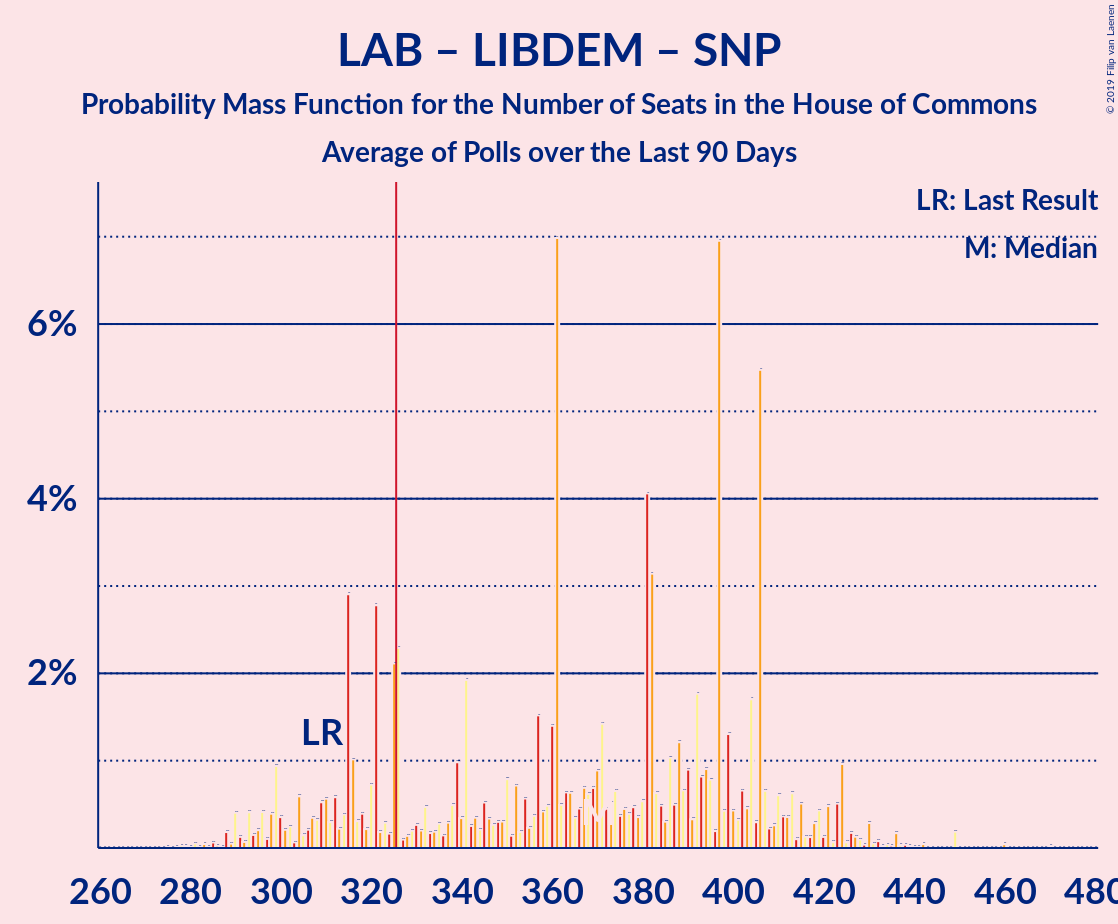 LAB – LIBDEM – SNP
Probability Mass Function for the Number of Seats in the House of Commons
Average of Polls over the Last 90 Days
© 2019 Filip van Laenen
LR: Last Result
M: Median
6%
4%
2%
LR
M
260 280 300 320 340 360 380 400 420 440 460 480